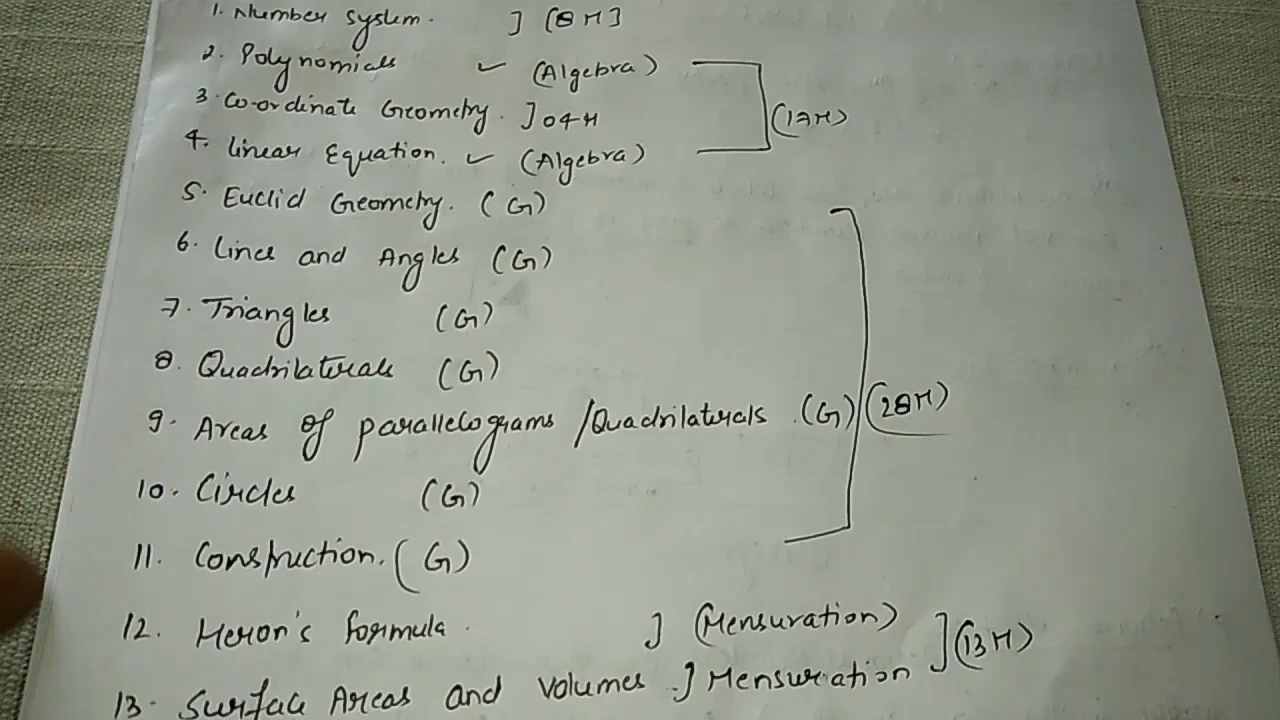 1. Number system. ] [8M]
2. Polynomials ✓ (Algebra)
3. Co-ordinate Geometry. ] 04M
(17M)
4. linear Equation. ✓ (Algebra)
5. Euclid Geometry. (G)
6. Lines and Angles (G)
7. Triangles (G)
8. Quadrilaterals (G)
9. Areas of parallelograms /Quadrilaterals (G) (28M)
10. Circles (G)
11. Construction. (G)
12. Heron's formula. ] (Mensuration)
] (13M)
13. Surface Areas and Volumes .] Mensuration